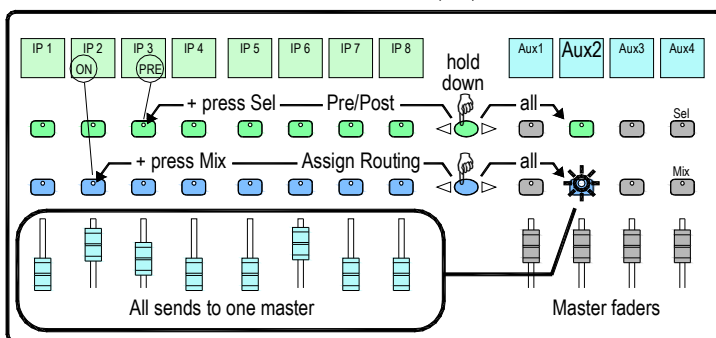 IP 1 IP 2 IP 3 IP 4 IP 5 IP 6 IP 7 IP 8 Aux1 Aux2 Aux3 Aux4
ON PRE
hold
down
+ press Sel Pre/Post all Sel
+ press Mix Assign Routing all Mix
All sends to one master Master faders